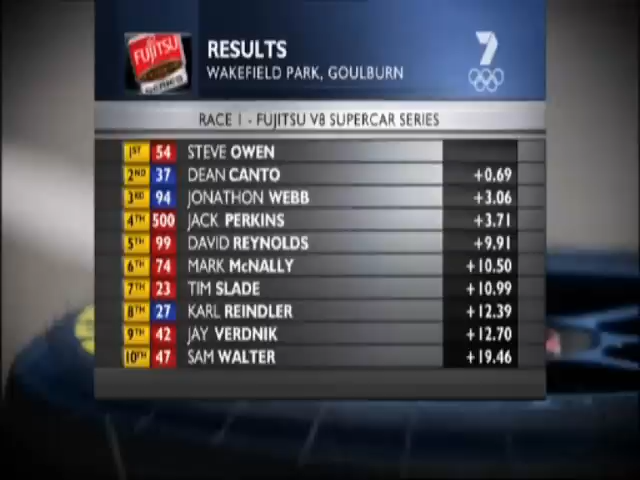 FUJITSU
SERIES
RESULTS
7
WAKEFIELD PARK, GOULBURN
RACE 1 - FUJITSU V8 SUPERCAR SERIES
1ST 54 STEVE OWEN
2ND 37 DEAN CANTO +0.69
3RD 94 JONATHON WEBB +3.06
4TH 500 JACK PERKINS +3.71
5TH 99 DAVID REYNOLDS +9.91
6TH 74 MARK McNALLY +10.50
7TH 23 TIM SLADE +10.99
8TH 27 KARL REINDLER +12.39
9TH 42 JAY VERDNIK +12.70
10TH 47 SAM WALTER +19.46